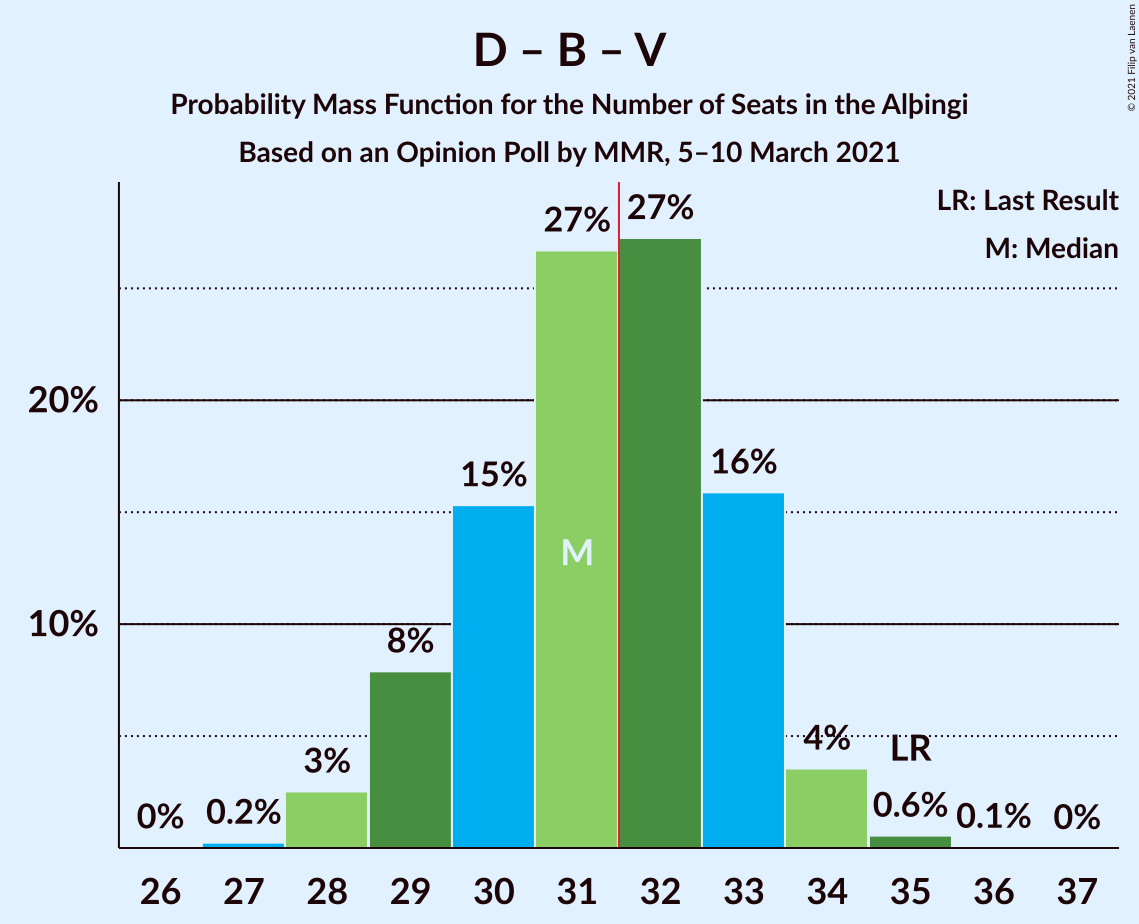 D – B – V
Probability Mass Function for the Number of Seats in the Alþingi
Based on an Opinion Poll by MMR, 5–10 March 2021
© 2021 Filip van Laenen
LR: Last Result
M: Median
20%
10%
0%
0.2%
3%
8%
15%
27%
M
27%
16%
4%
LR
0.6%
0.1%
0%
26 27 28 29 30 31 32 33 34 35 36 37